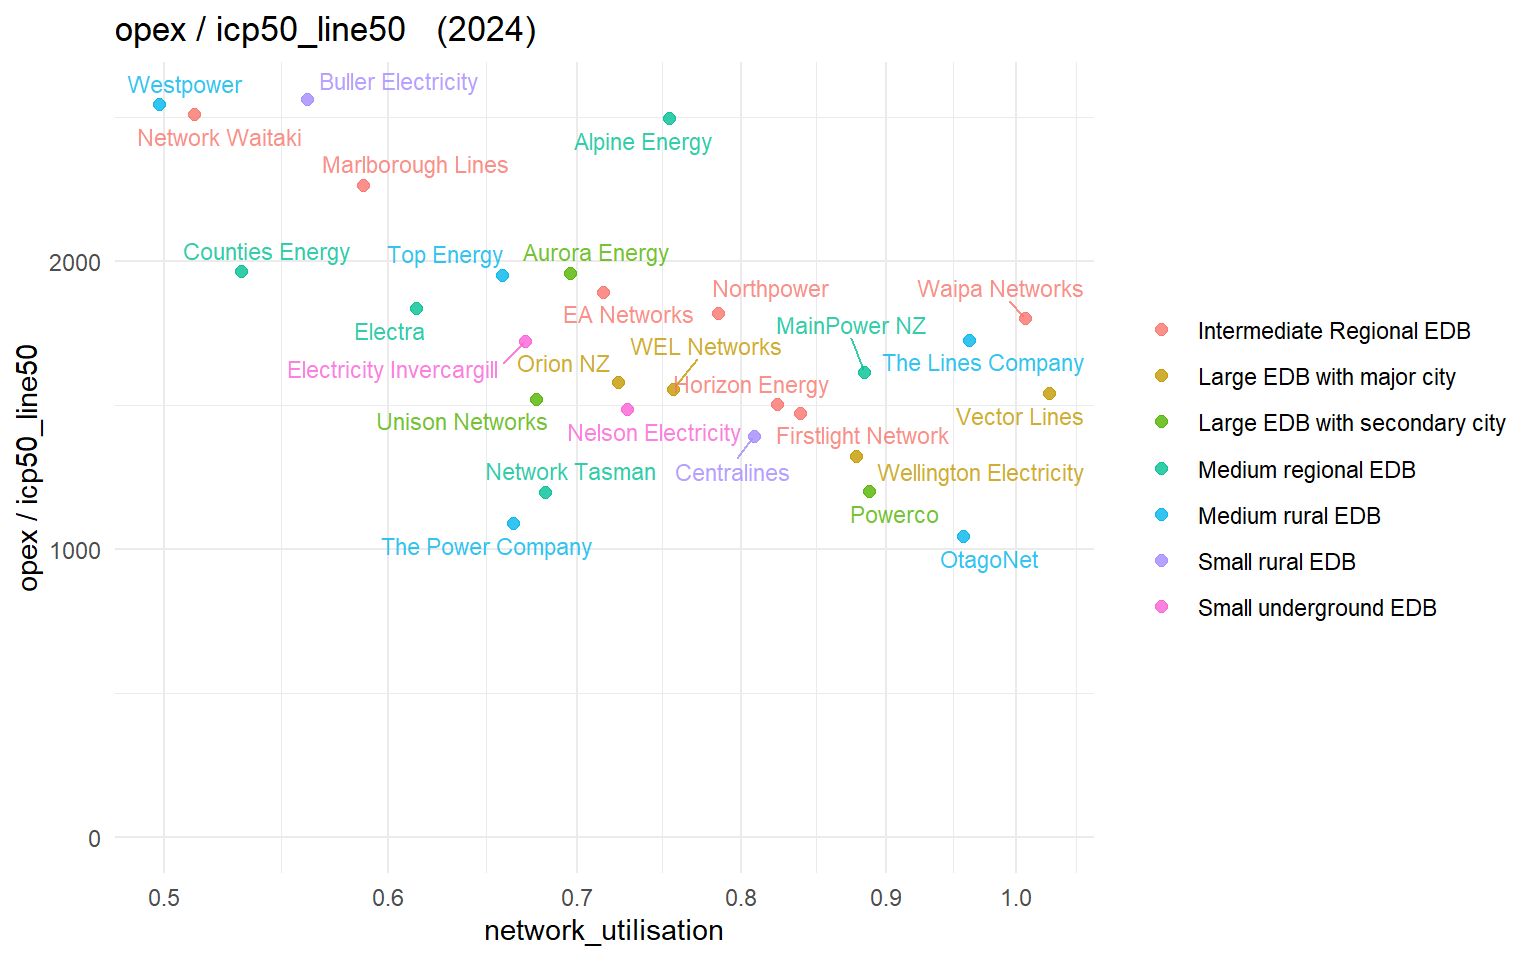 opex / icp50_line50 (2024)
Westpower
Buller Electricity
Network Waitaki
Alpine Energy
Marlborough Lines
Counties Energy
Top Energy
Aurora Energy
2000
Northpower
Waipa Networks
EA Networks
MainPower NZ
Electra
WEL Networks
Orion NZ
The Lines Company
Electricity Invercargill
Horizon Energy
Vector Lines
Unison Networks
Nelson Electricity
Firstlight Network
Network Tasman
Centralines
Wellington Electricity
Powerco
The Power Company
1000
OtagoNet
0
opex / icp50_line50
0.5 0.6 0.7 0.8 0.9 1.0
network_utilisation
Intermediate Regional EDB
Large EDB with major city
Large EDB with secondary city
Medium regional EDB
Medium rural EDB
Small rural EDB
Small underground EDB